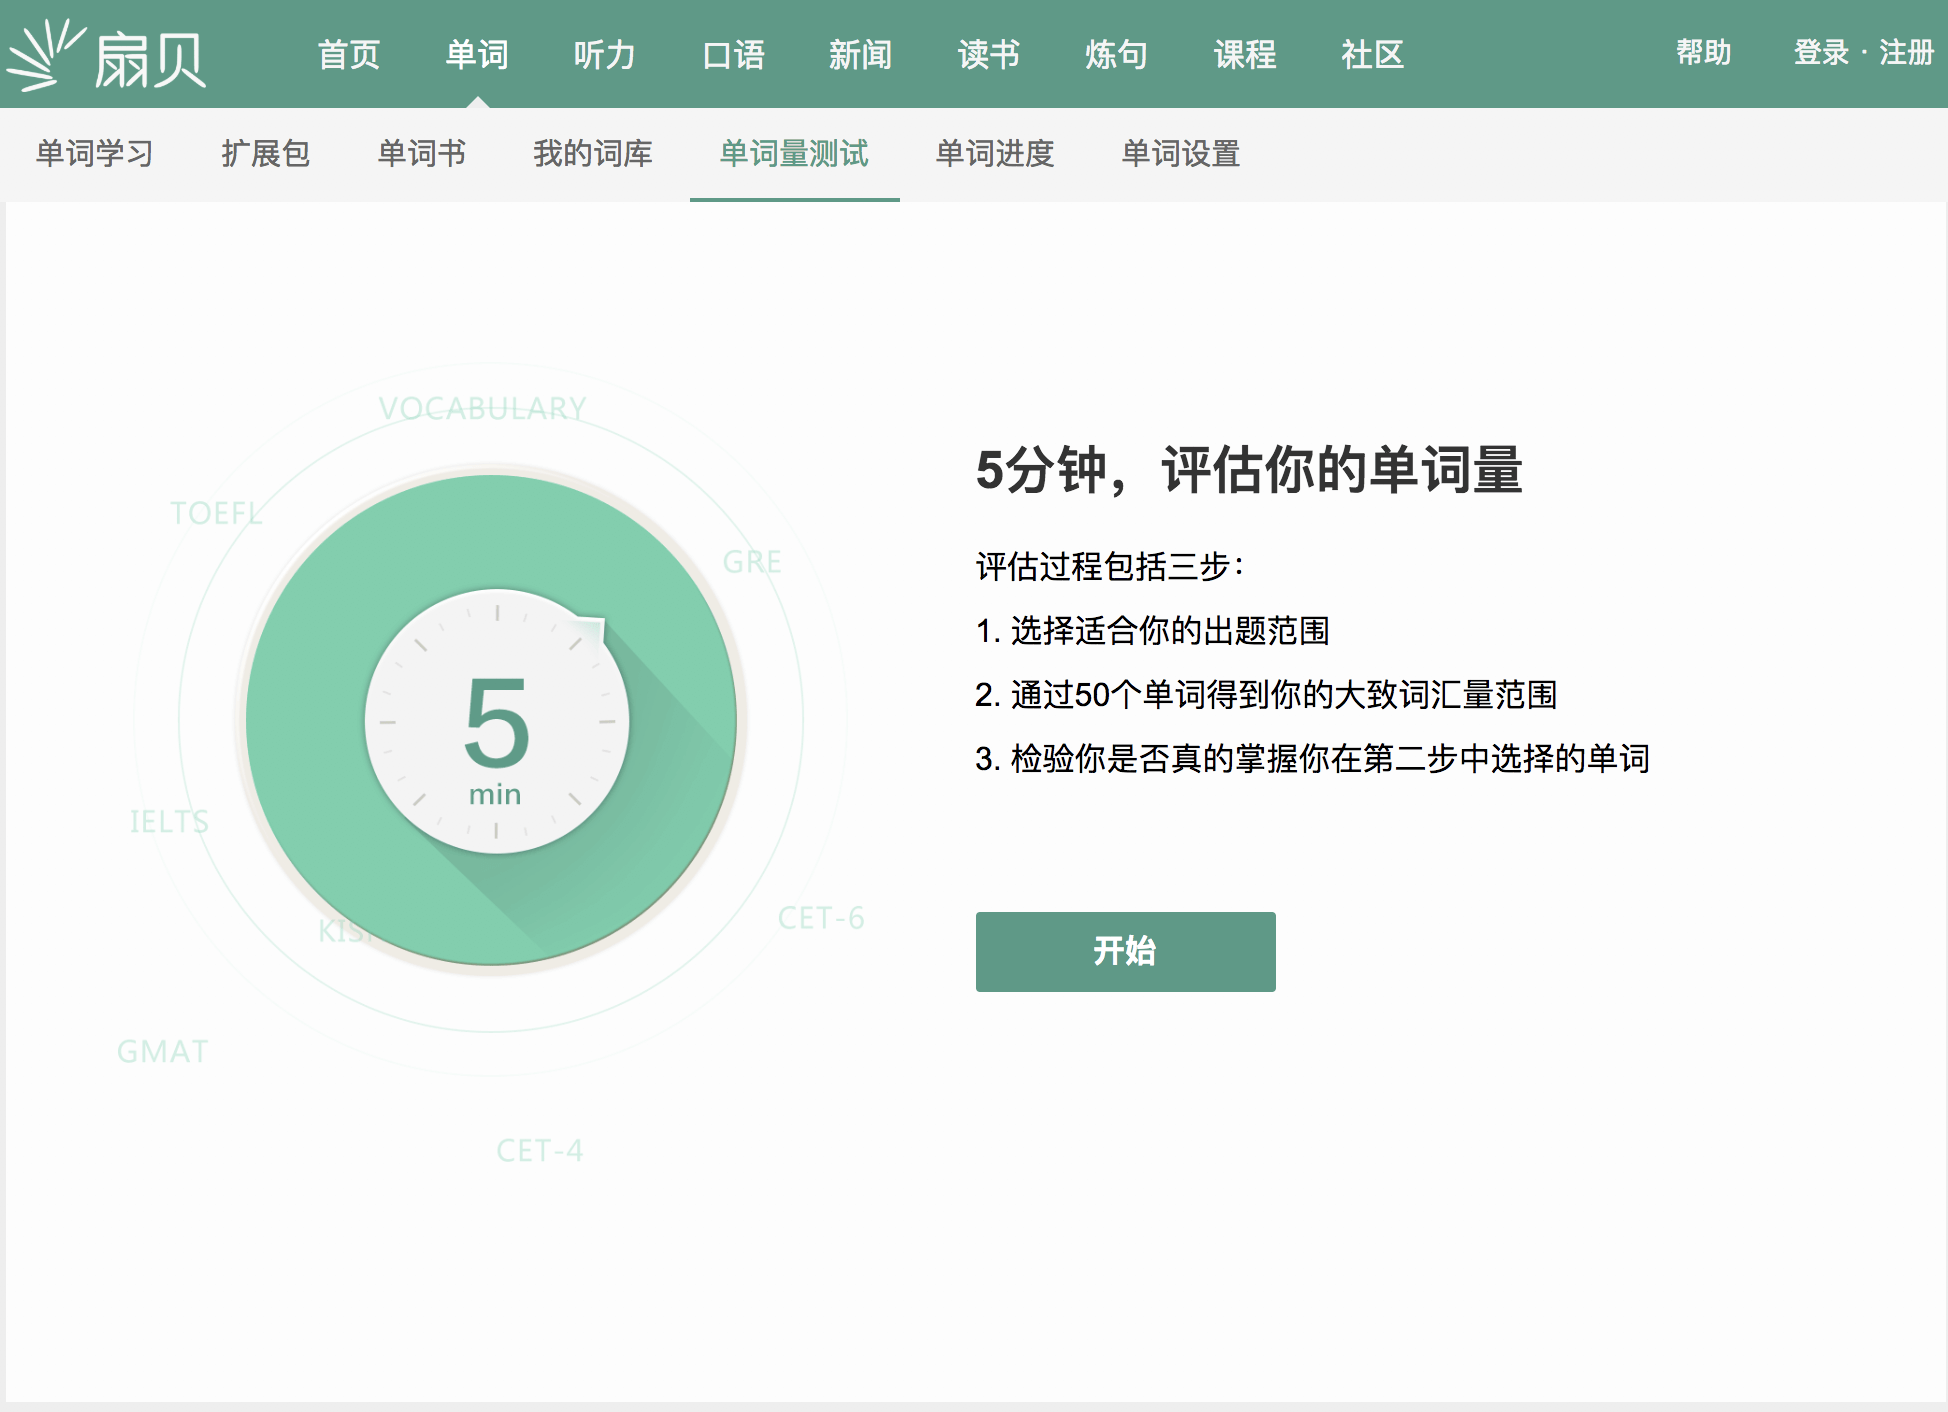 扇贝 首页 单词 听力 口语 新闻 读书 炼句 课程 社区 帮助 登录 · 注册
单词学习 扩展包 单词书 我的词库 单词量测试 单词进度 单词设置
VOCABULARY
TOEFL
GRE
5
min
IELTS
CET-6
GMAT
CET-4
5分钟，评估你的单词量
评估过程包括三步：
1. 选择适合你的出题范围
2. 通过50个单词得到你的大致词汇量范围
3. 检验你是否真的掌握你在第二步中选择的单词
开始